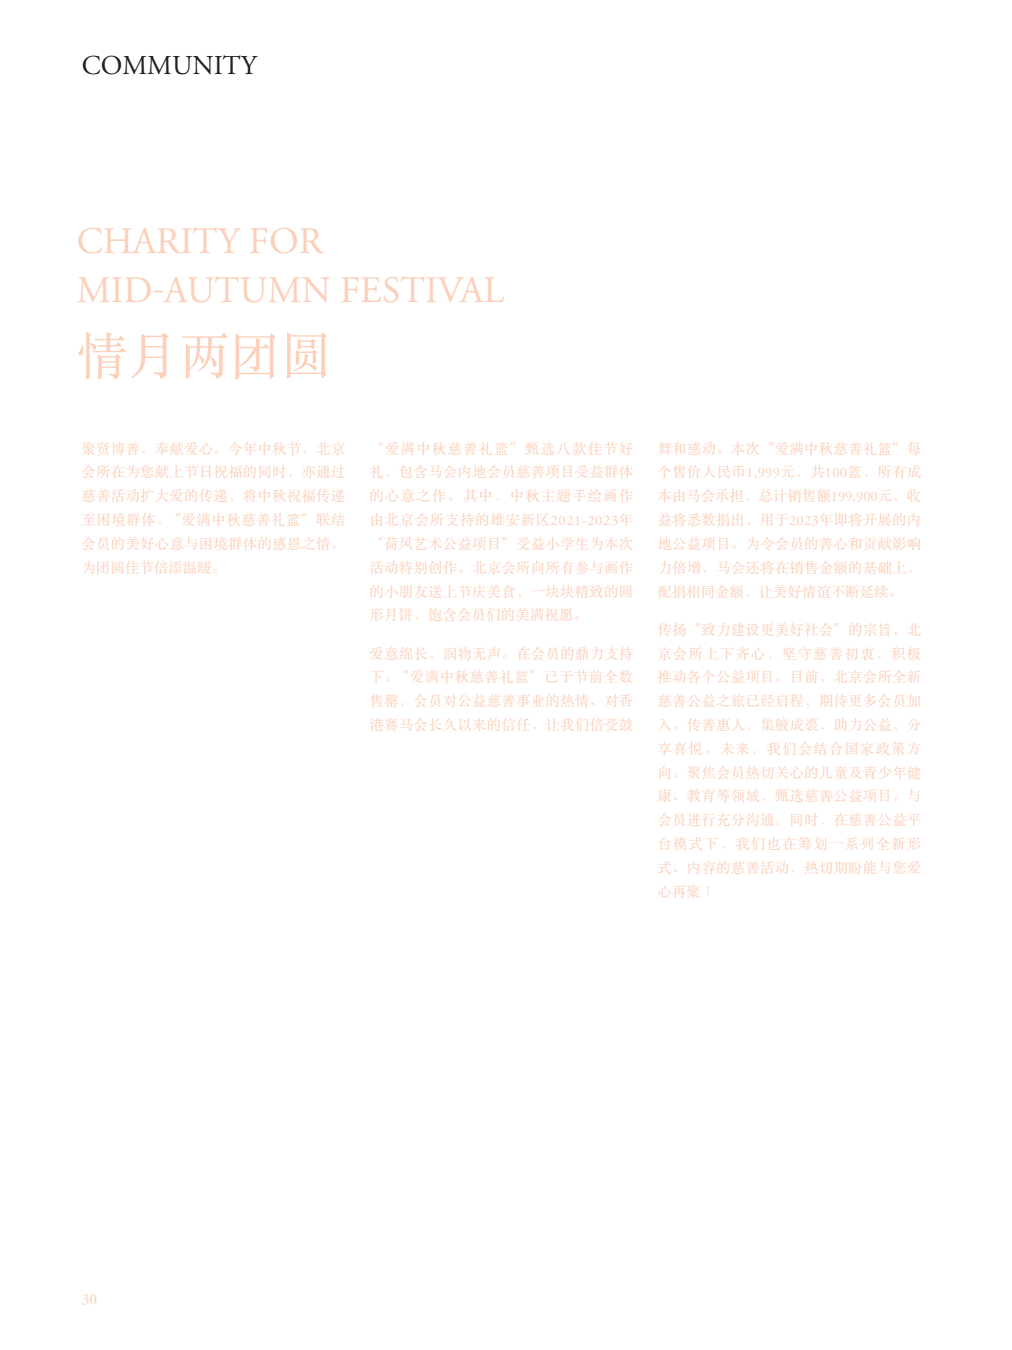 COMMUNITY
CHARITY FOR
MID-AUTUMN FESTIVAL
情月两团圆
聚贤博善，奉献爱心。今年中秋节，北京
会所在为您献上节日祝福的同时，亦通过
慈善活动扩大爱的传递，将中秋祝福传递
至困境群体。“爱满中秋慈善礼篮”联结
会员的美好心意与困境群体的感恩之情，
为团圆佳节倍添温暖。
“爱满中秋慈善礼篮”甄选八款佳节好
礼，包含马会内地会员慈善项目受益群体
的心意之作。其中，中秋主题手绘画作
由北京会所支持的雄安新区2021-2023年
“荷风艺术公益项目”受益小学生为本次
活动特别创作。北京会所向所有参与画作
的小朋友送上节庆美食，一块块精致的圆
形月饼，饱含会员们的美满祝愿。
爱意绵长，润物无声。在会员的鼎力支持
下，“爱满中秋慈善礼篮”已于节前全数
售罄，会员对公益慈善事业的热情、对香
港赛马会长久以来的信任，让我们倍受鼓
舞和感动。本次“爱满中秋慈善礼篮”每
个售价人民币1,999元，共100篮，所有成
本由马会承担，总计销售额199,900元，收
益将悉数捐出，用于2023年即将开展的内
地公益项目。为令会员的善心和贡献影响
力倍增，马会还将在销售金额的基础上，
配捐相同金额，让美好情谊不断延续。
传扬“致力建设更美好社会”的宗旨，北
京会所上下齐心，坚守慈善初衷，积极
推动各个公益项目。目前，北京会所全新
慈善公益之旅已经启程，期待更多会员加
入。传善惠人，集腋成裘，助力公益、分
享喜悦。未来，我们会结合国家政策方
向，聚焦会员热切关心的儿童及青少年健
康、教育等领域，甄选慈善公益项目，与
会员进行充分沟通。同时，在慈善公益平
台模式下，我们也在筹划一系列全新形
式、内容的慈善活动，热切期盼能与您爱
心再聚！
30